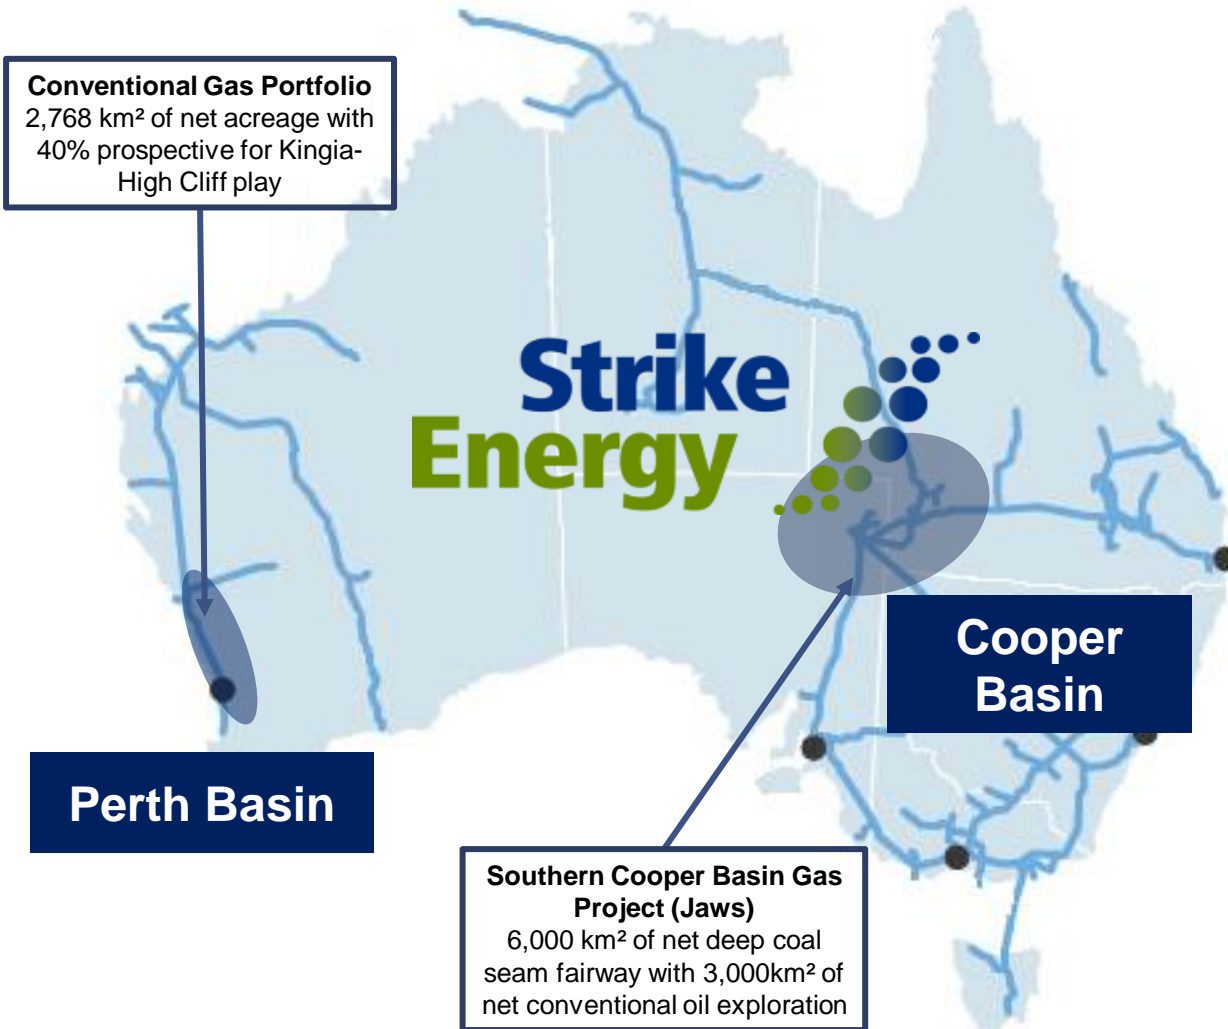 Conventional Gas Portfolio
2,768 km² of net acreage with
40% prospective for Kingia-
High Cliff play
Strike
Energy
Cooper
Basin
Perth Basin
Southern Cooper Basin Gas
Project (Jaws)
6,000 km² of net deep coal
seam fairway with 3,000km² of
net conventional oil exploration